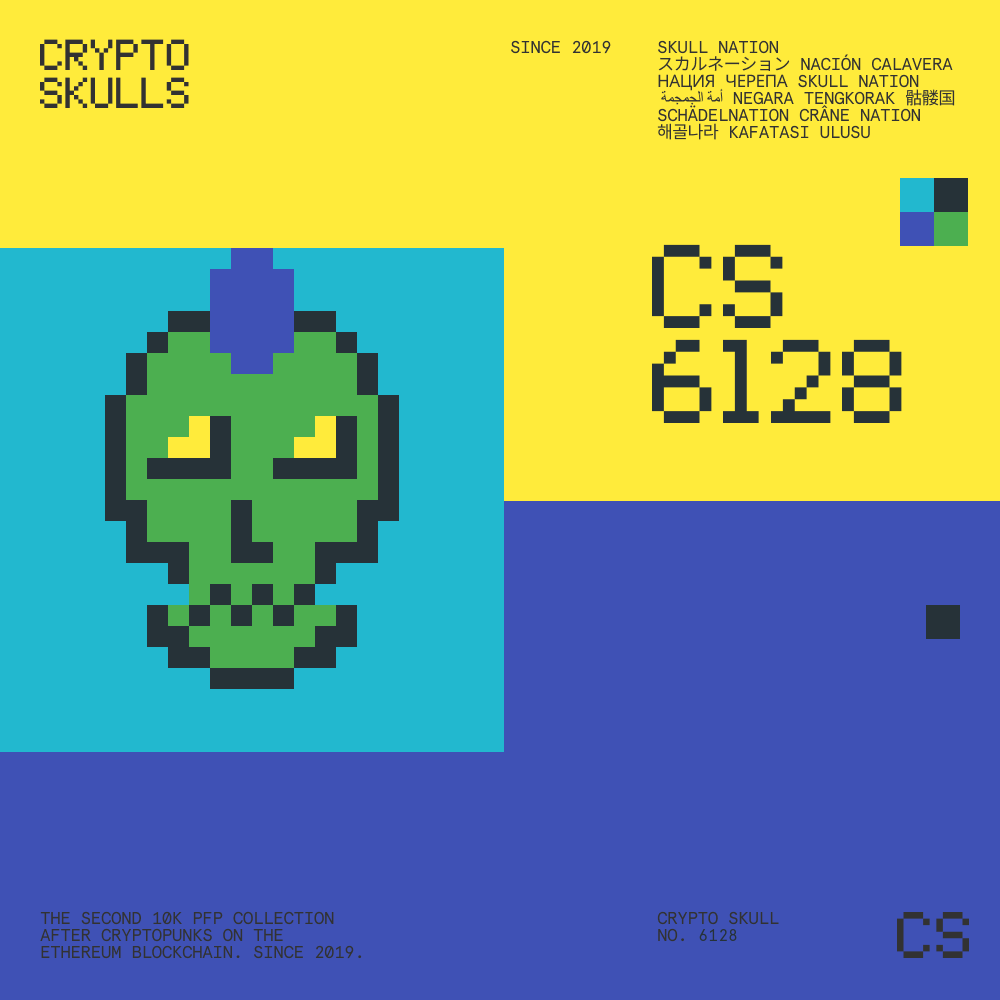 CRYPTO
SKULLS
SINCE 2019
SKULL NATION
スカルネーション NACIÓN CALAVERA
НАЦИЯ ЧЕРЕПА SKULL NATION
أمة الجمجمة NEGARA TENGKORAK 骷髅国
SCHÄDELNATION CRÂNE NATION
해골나라 KAFATASI ULUSU
CS
6128
THE SECOND 10K PFP COLLECTION
AFTER CRYPTOPUNKS ON THE
ETHEREUM BLOCKCHAIN. SINCE 2019.
CRYPTO SKULL
NO. 6128
CS